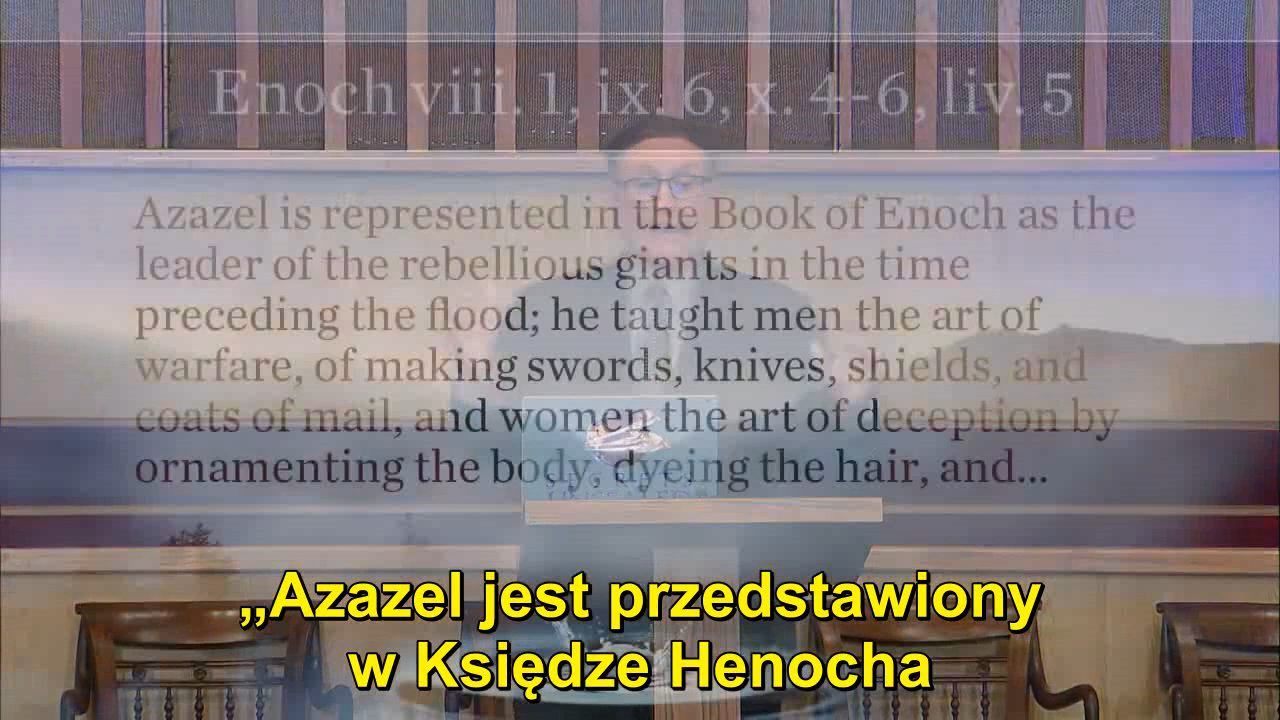 Enoch viii. 1, ix. 6, x. 4-6, liv. 5
Azazel is represented in the Book of Enoch as the
leader of the rebellious giants in the time
preceding the flood; he taught men the art of
warfare, of making swords, knives, shields, and
coats of mail, and women the art of deception by
ornamenting the body, dyeing the hair, and...
„Azazel jest przedstawiony
w Księdze Henocha